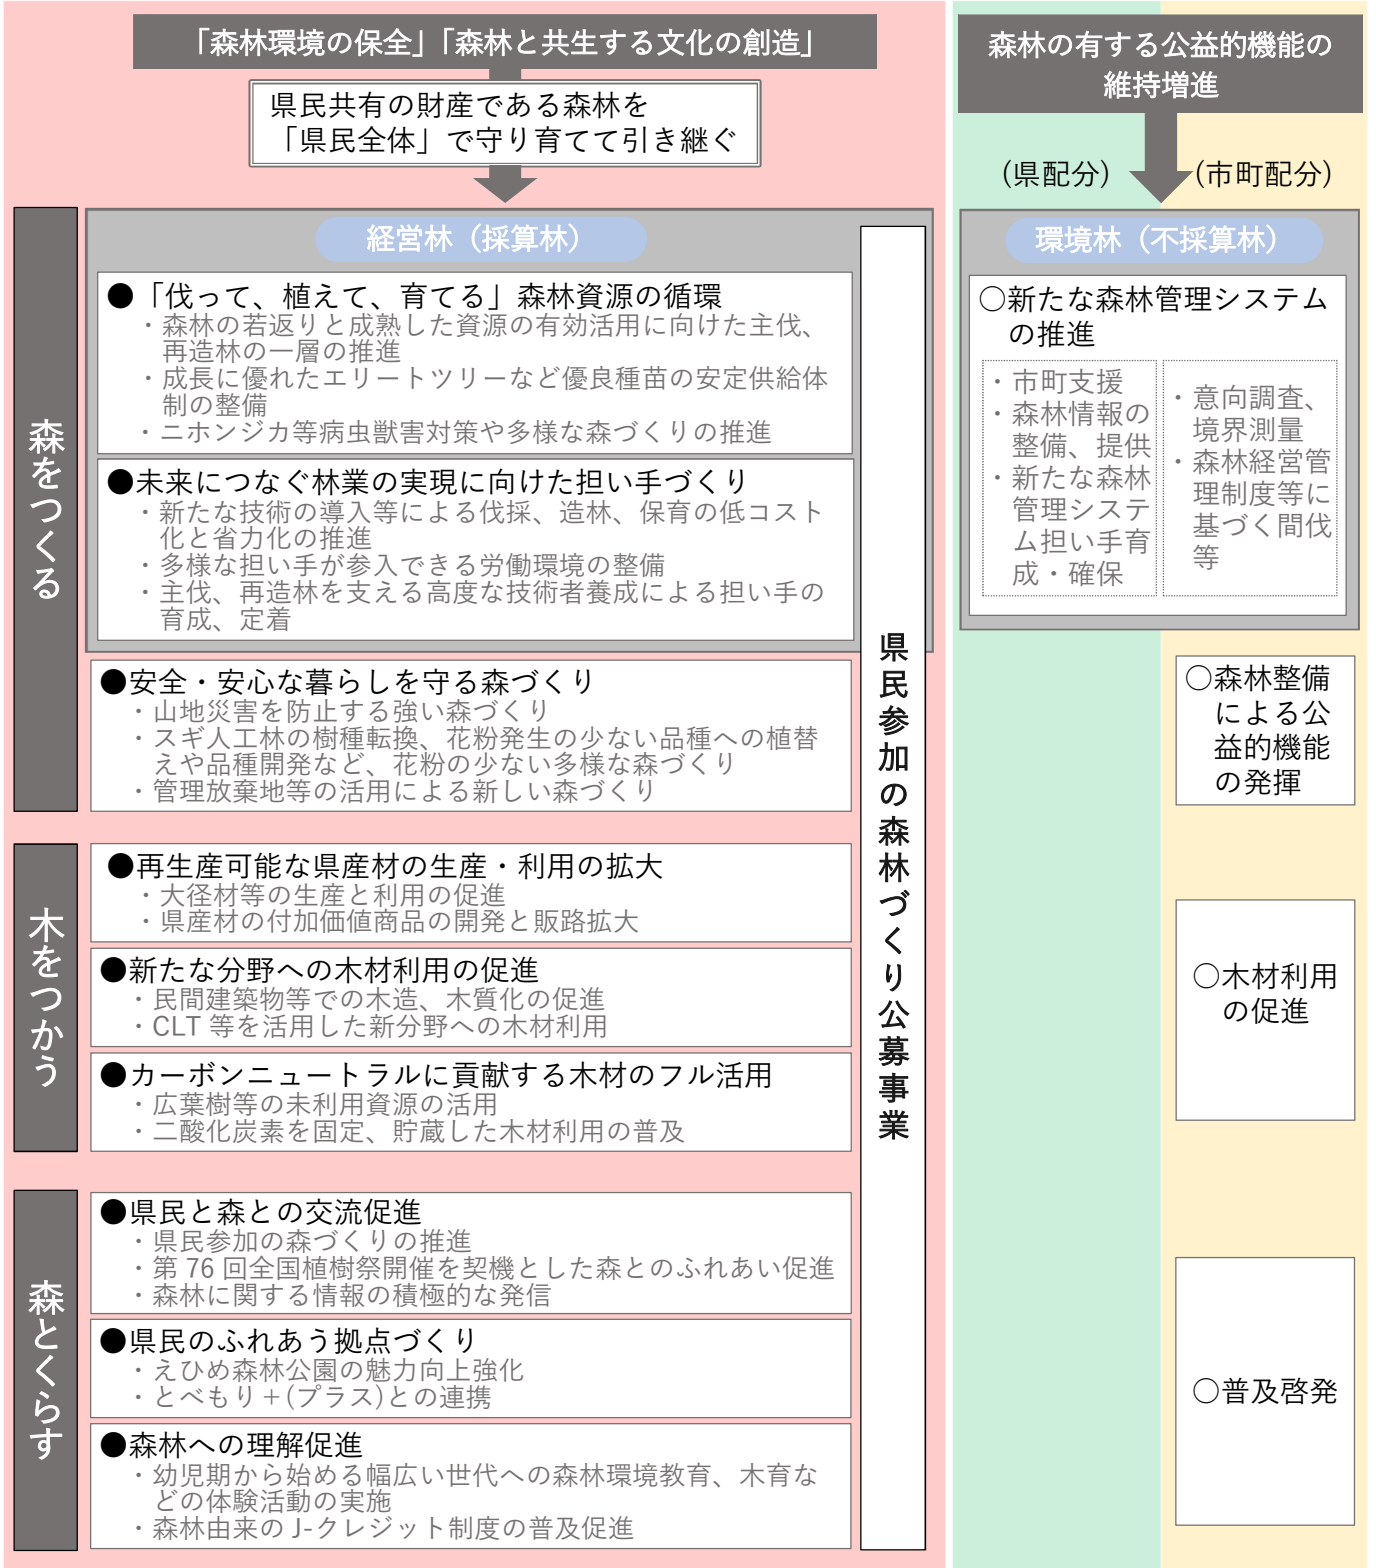 「森林環境の保全」「森林と共生する文化の創造」
県民共有の財産である森林を
「県民全体」で守り育てて引き継ぐ
森をつくる
経営林（採算林）
●「伐って、植えて、育てる」森林資源の循環
・森林の若返りと成熟した資源の有効活用に向けた主伐、
再造林の一層の推進
・成長に優れたエリートツリーなど優良種苗の安定供給体
制の整備
・ニホンジカ等病虫獣害対策や多様な森づくりの推進
●未来につなぐ林業の実現に向けた担い手づくり
・新たな技術の導入等による伐採、造林、保育の低コスト
化と省力化の推進
・多様な担い手が参入できる労働環境の整備
・主伐、再造林を支える高度な技術者養成による担い手の
育成、定着
●安全・安心な暮らしを守る森づくり
・山地災害を防止する強い森づくり
・スギ人工林の樹種転換、花粉発生の少ない品種への植替
えや品種開発など、花粉の少ない多様な森づくり
・管理放棄地等の活用による新しい森づくり
木をつかう
●再生産可能な県産材の生産・利用の拡大
・大径材等の生産と利用の促進
・県産材の付加価値商品の開発と販路拡大
●新たな分野への木材利用の促進
・民間建築物等での木造、木質化の促進
・CLT 等を活用した新分野への木材利用
●カーボンニュートラルに貢献する木材のフル活用
・広葉樹等の未利用資源の活用
・二酸化炭素を固定、貯蔵した木材利用の普及
森とくらす
●県民と森との交流促進
・県民参加の森づくりの推進
・第 76 回全国植樹祭開催を契機とした森とのふれあい促進
・森林に関する情報の積極的な発信
●県民のふれあう拠点づくり
・えひめ森林公園の魅力向上強化
・とべもり＋(プラス)との連携
●森林への理解促進
・幼児期から始める幅広い世代への森林環境教育、木育な
どの体験活動の実施
・森林由来の J-クレジット制度の普及促進
県民参加の森林づくり公募事業
森林の有する公益的機能の
維持増進
(県配分)
(市町配分)
環境林（不採算林）
○新たな森林管理システム
の推進
・市町支援
・森林情報の
整備、提供
・新たな森林
管理システ
ム担い手育
成・確保
・意向調査、
境界測量
・森林経営管
理制度等に
基づく間伐
等
○森林整備
による公
益的機能
の発揮
○木材利用
の促進
○普及啓発